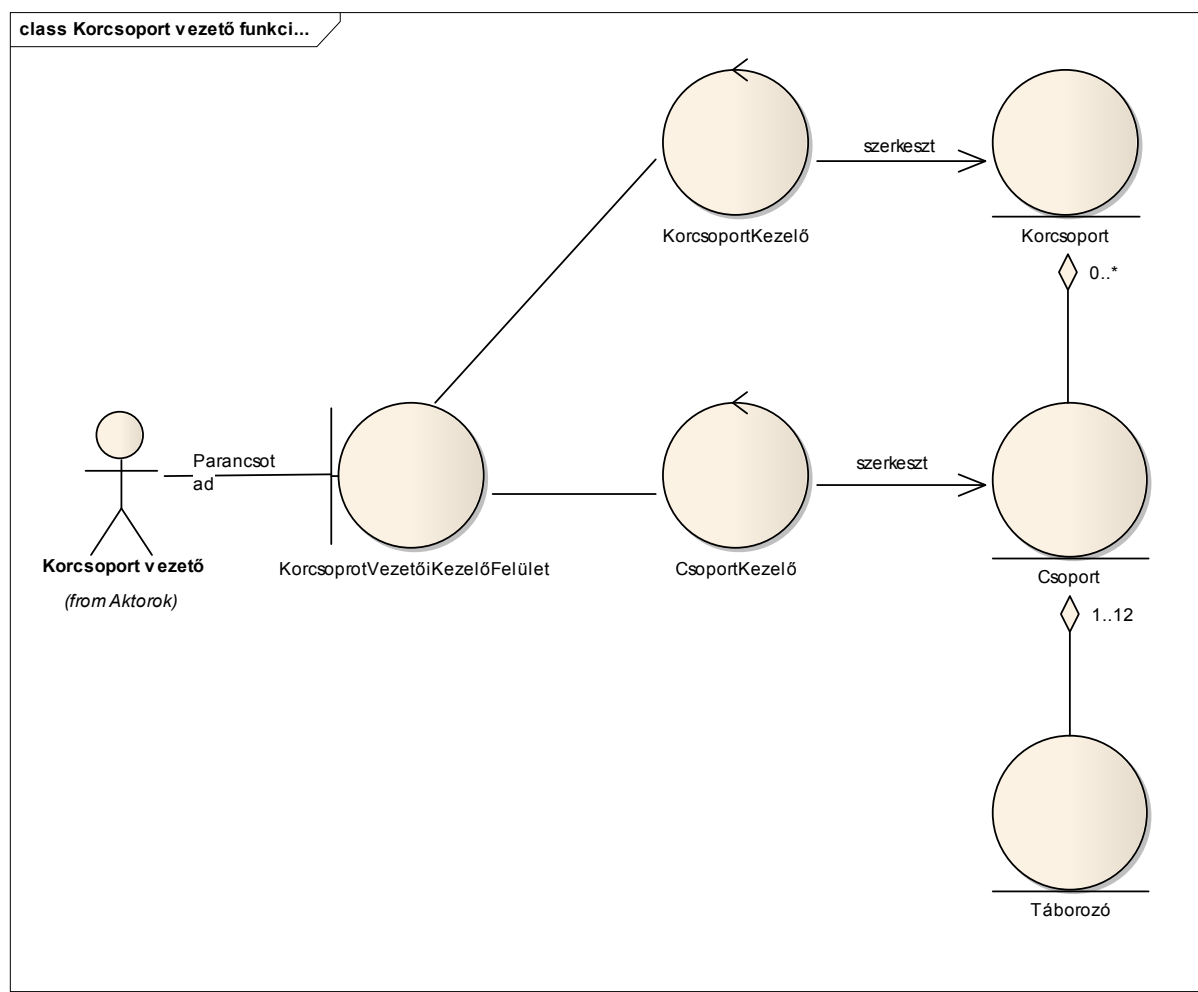 class Korcsoport vezető funkci...
KorcsoportKezelő
szerkeszt
Korcsoport
0..*
Korcsoport vezető
(from Aktorok)
Parancsot
ad
KorcsoprotVezetőiKezelőFelület
CsoportKezelő
szerkeszt
Csoport
1..12
Táborozó